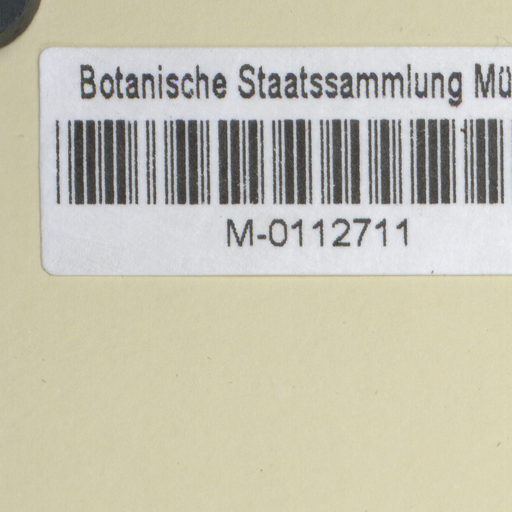 Botanische Staatssammlung Mü
M-0112711